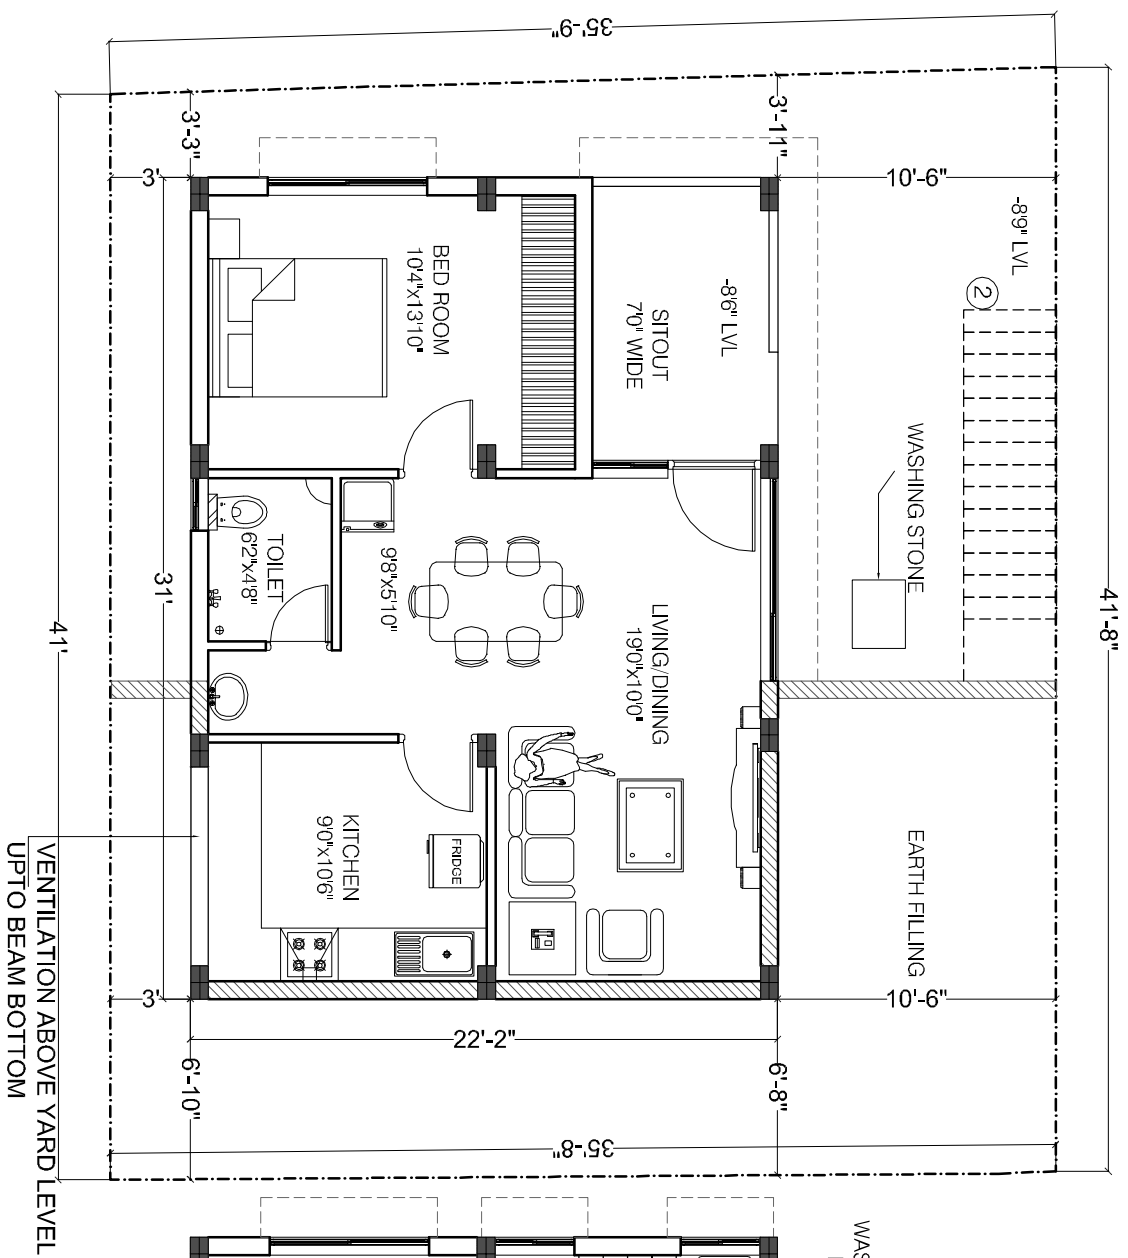 35'-9"
41'-8"
3'-3"
3'-11"
3'
10'-6"
-8'9" LVL
2
BED ROOM
10'4"x13'10"
SITOUT
7'0" WIDE
-8'6" LVL
WASHING STONE
TOILET
6'2"x4'8"
9'8"x5'10"
LIVING/DINING
19'0"x10'0"
31'
41'
KITCHEN
9'0"x10'6"
FRIDGE
EARTH FILLING
3'
10'-6"
22'-2"
6'-10"
6'-8"
35'-8"
VENTILATION ABOVE YARD LEVEL
UPTO BEAM BOTTOM